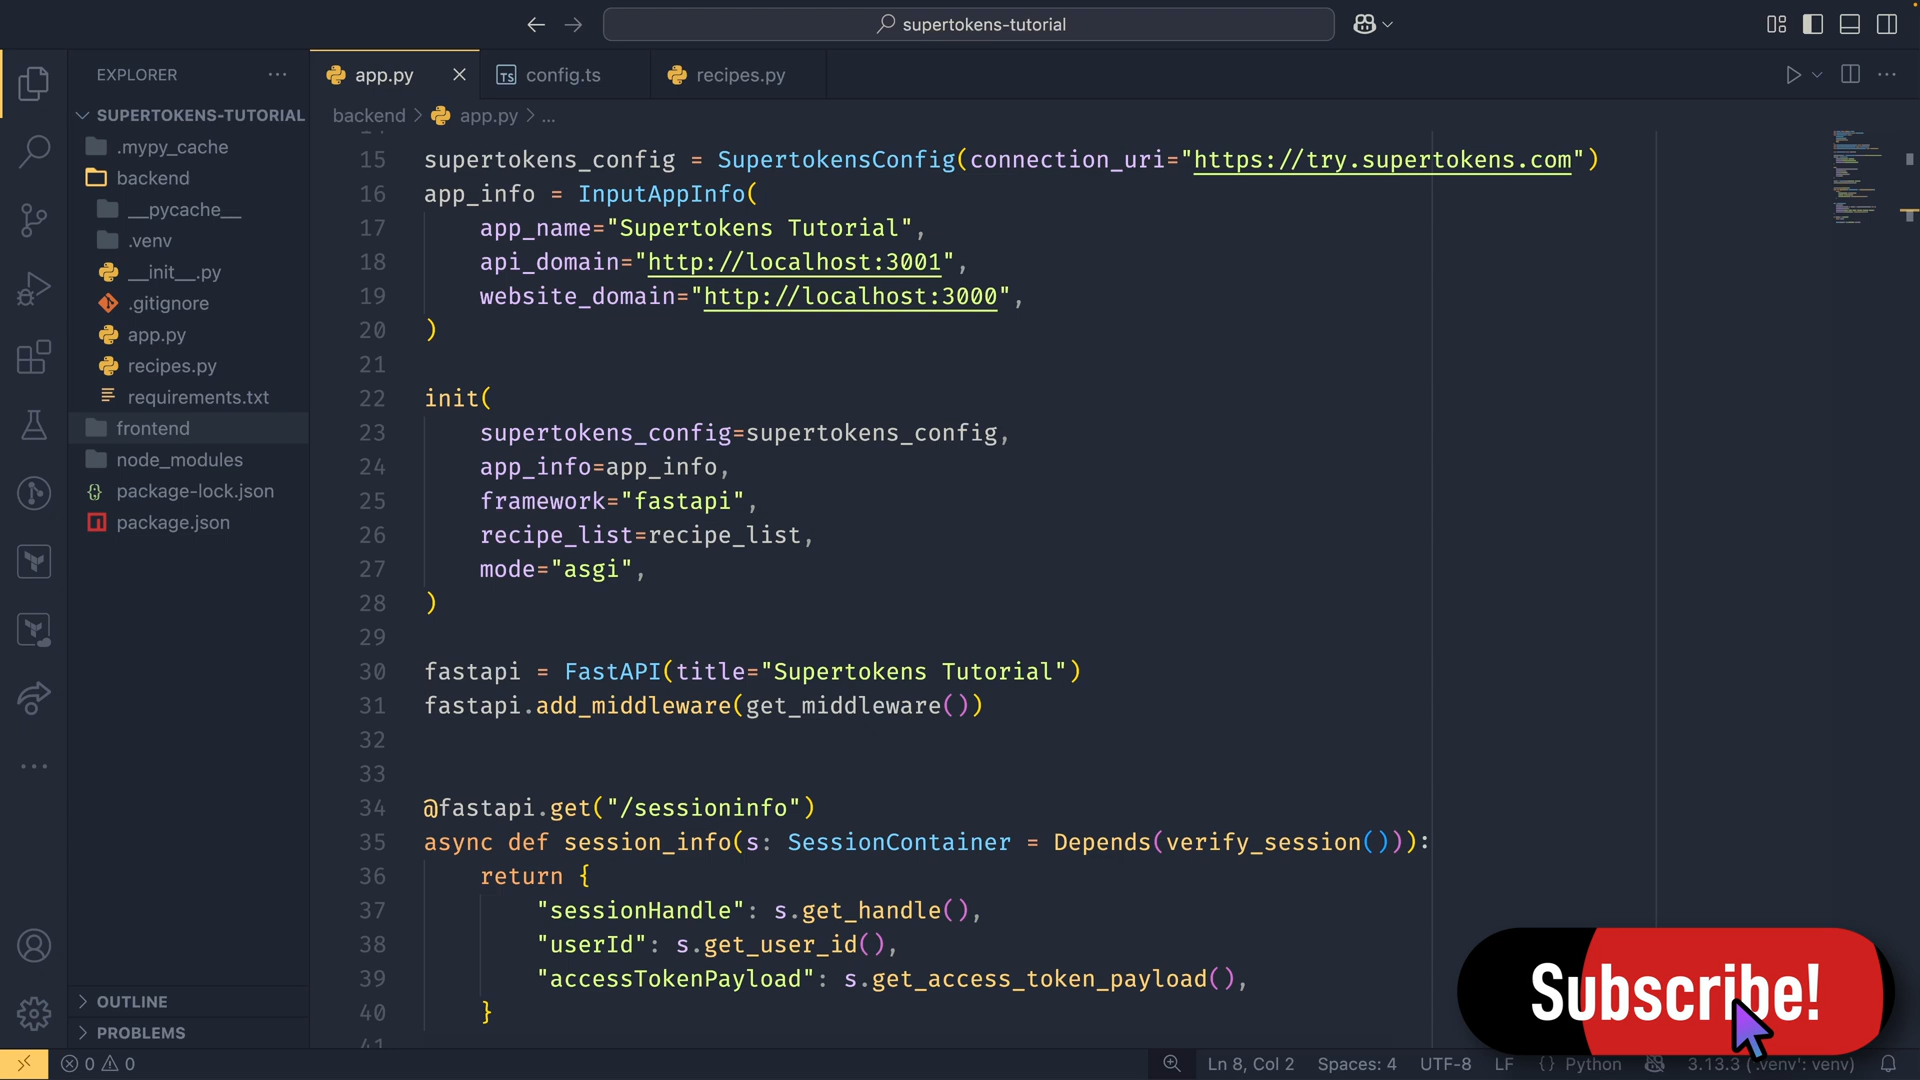 supertokens-tutorial
EXPLORER
app.py
config.ts
recipes.py
SUPERTOKENS-TUTORIAL
.mypy_cache
backend
__pycache__
.venv
__init__.py
.gitignore
app.py
recipes.py
requirements.txt
frontend
node_modules
package-lock.json
package.json
OUTLINE
PROBLEMS
backend > app.py > ...
15 supertokens_config = SupertokensConfig(connection_uri="https://try.supertokens.com")
16 app_info = InputAppInfo(
17     app_name="Supertokens Tutorial",
18     api_domain="http://localhost:3001",
19     website_domain="http://localhost:3000",
20 )
21
22 init(
23     supertokens_config=supertokens_config,
24     app_info=app_info,
25     framework="fastapi",
26     recipe_list=recipe_list,
27     mode="asgi",
28 )
29
30 fastapi = FastAPI(title="Supertokens Tutorial")
31 fastapi.add_middleware(get_middleware())
32
33
34 @fastapi.get("/sessioninfo")
35 async def session_info(s: SessionContainer = Depends(verify_session())):
36     return {
37         "sessionHandle": s.get_handle(),
38         "userId": s.get_user_id(),
39         "accessTokenPayload": s.get_access_token_payload(),
40     }
Subscribe!
0 0
Ln 8, Col 2 Spaces: 4 UTF-8 LF {} Python 3.13.3 ('.venv': venv)